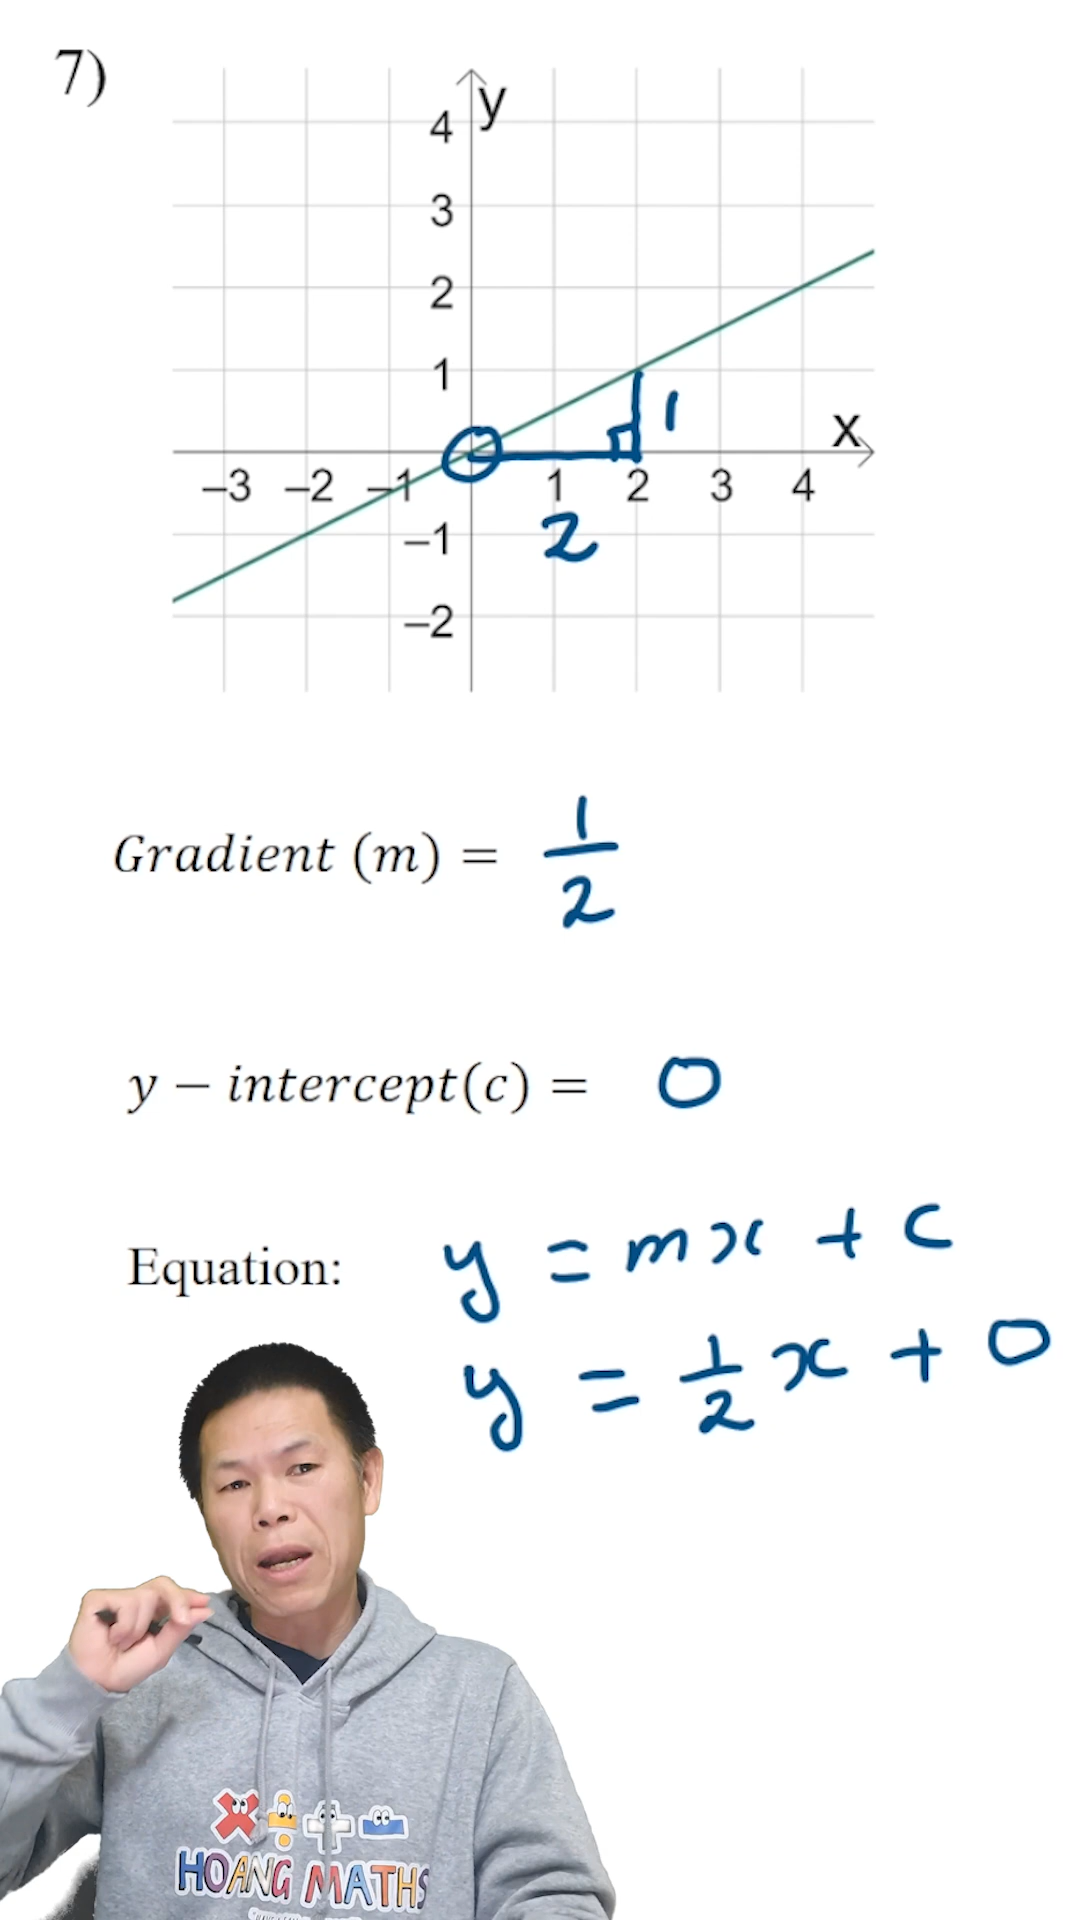 7)
y
4
3
2
1
1
x
–3 –2 –1 1 2 3 4
2
–1
–2
Gradient (m) = 1/2
y − intercept(c) = 0
Equation: y = mx + c
y = 1/2 x + 0
HOANG MATHS